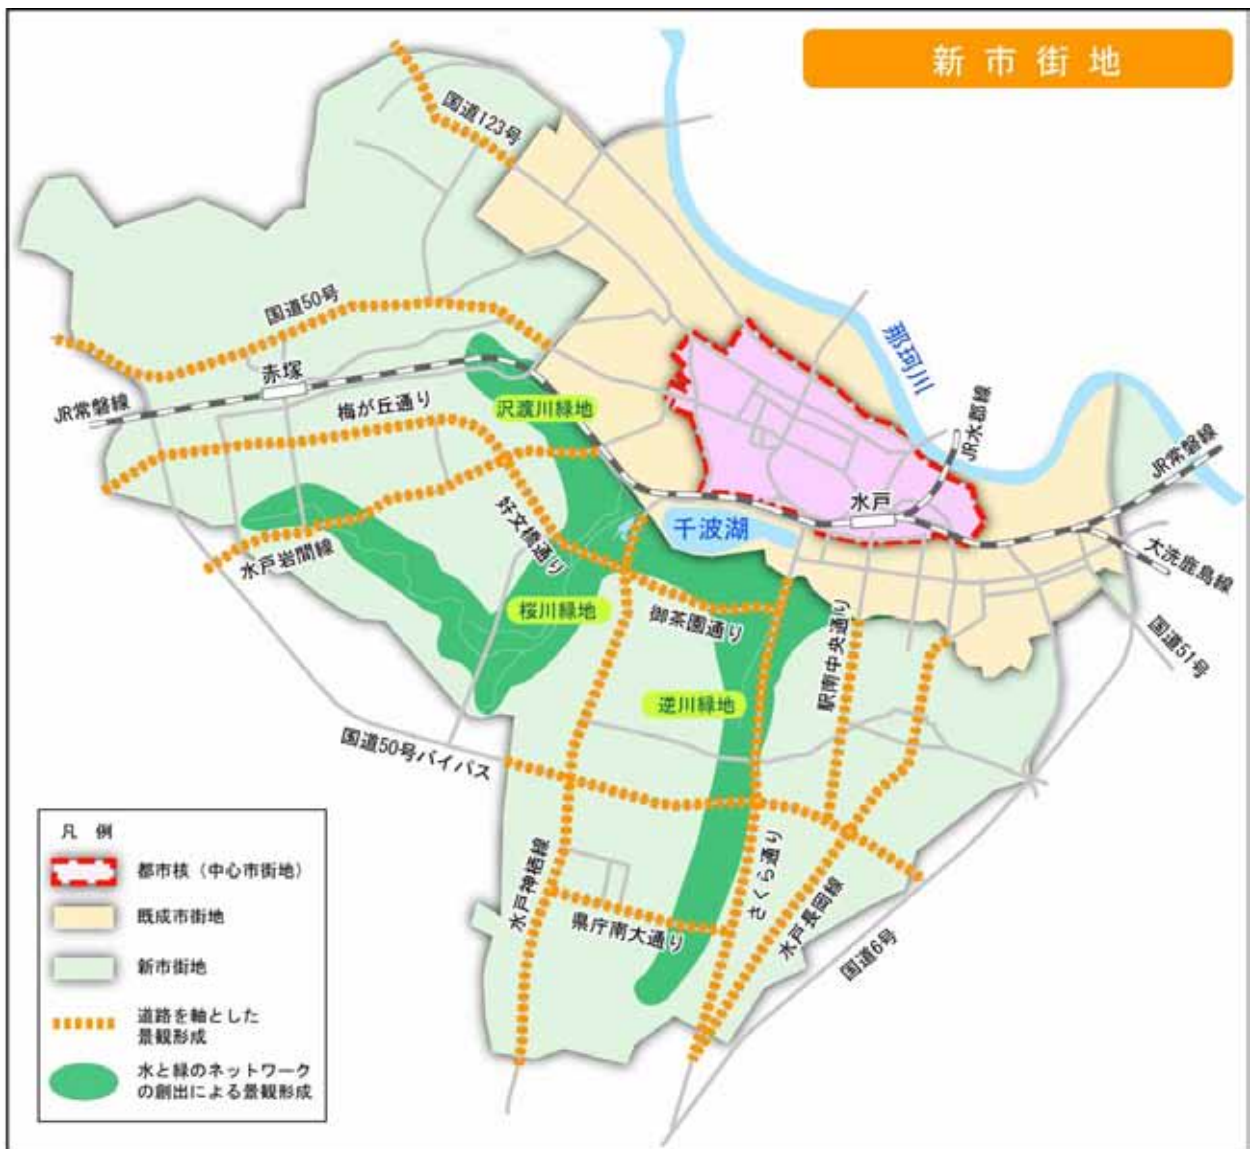 新市街地
国道123号
国道50号
那珂川
赤塚
JR常磐線
梅が丘通り
沢渡川緑地
JR水郡線
JR常磐線
水戸
千波湖
好文橋通り
水戸岩間線
大洗鹿島線
桜川緑地
御茶園通り
駅南中央通り
国道51号
逆川緑地
国道50号バイパス
凡 例
都市核（中心市街地）
既成市街地
新市街地
道路を軸とした
景観形成
水と緑のネットワーク
の創出による景観形成
水戸神栖線
さくら通り
水戸長岡線
県庁南大通り
国道6号